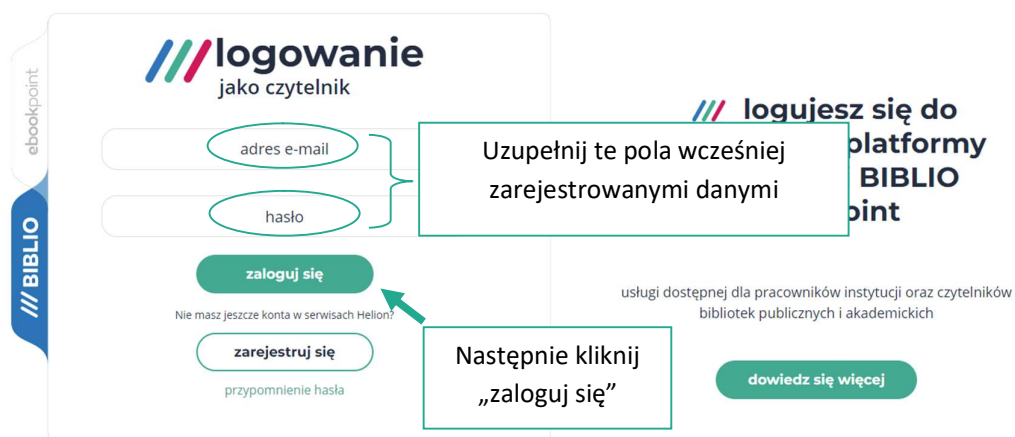 ebookpoint
/// BIBLIO
///logowanie
jako czytelnik
adres e-mail
hasło
zaloguj się
Nie masz jeszcze konta w serwisach Helion?
zarejestruj się
przypomnienie hasła
Uzupełnij te pola wcześniej
zarejestrowanymi danymi
Następnie kliknij
„zaloguj się”
/// logujesz się do
platformy
BIBLIO
usługi dostępnej dla pracowników instytucji oraz czytelników
bibliotek publicznych i akademickich
dowiedz się więcej